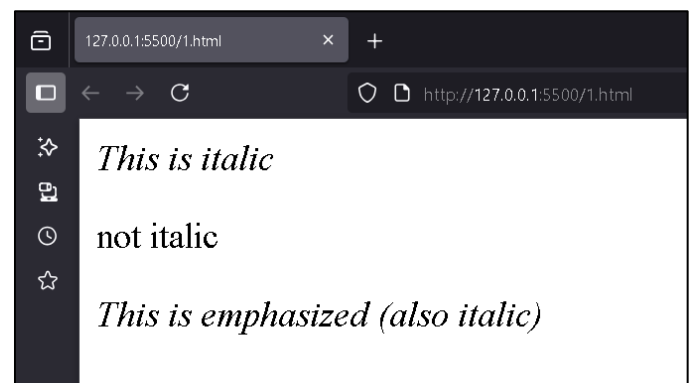 127.0.0.1:5500/1.html
http://127.0.0.1:5500/1.html
This is italic
not italic
This is emphasized (also italic)